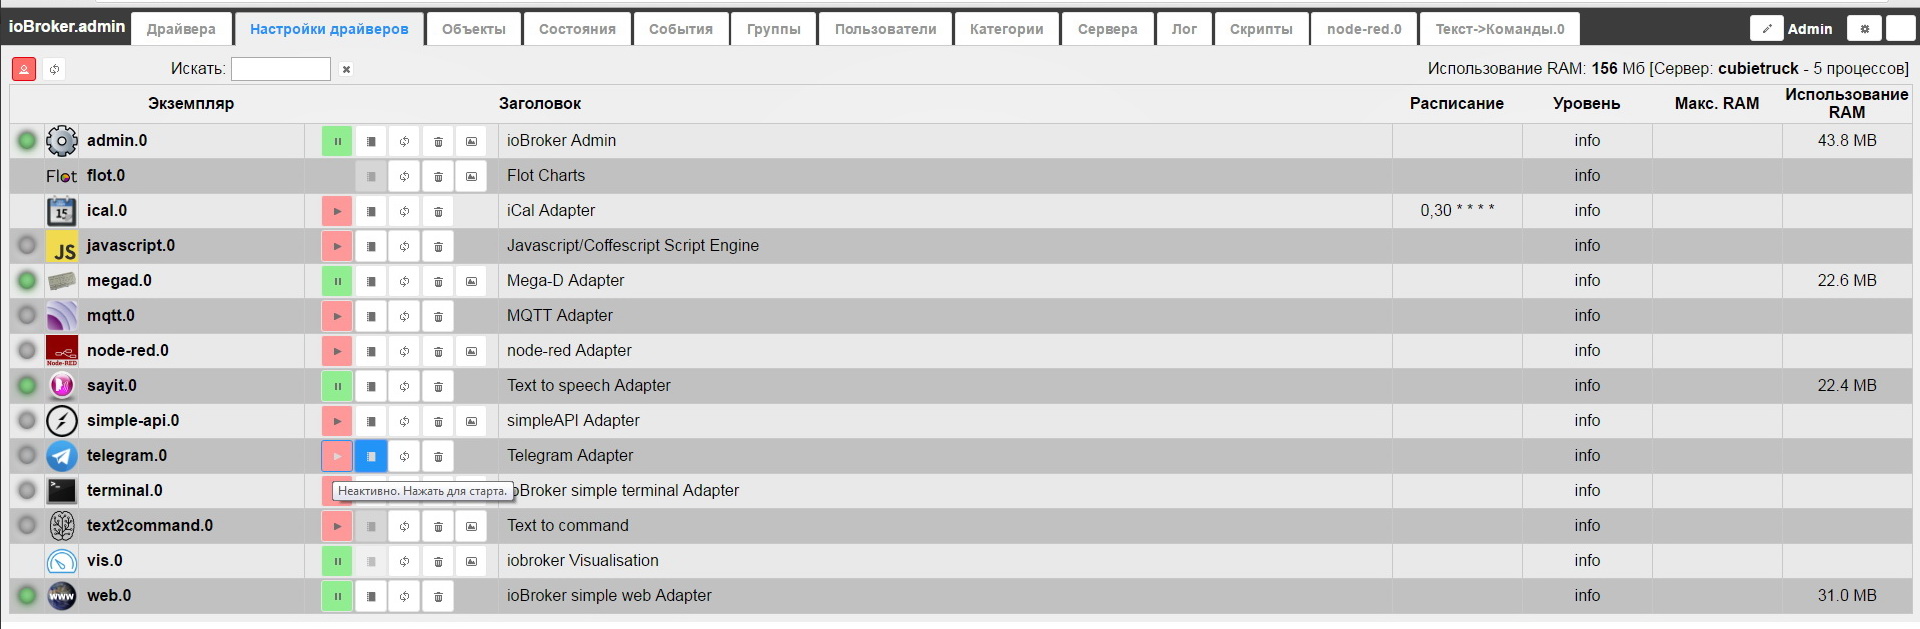 ioBroker.admin Драйвера Настройки драйверов Объекты Состояния События Группы Пользователи Категории Сервера Лог Скрипты node-red.0 Текст->Команды.0 Admin
Искать: Использование RAM: 156 Мб [Сервер: cubietruck - 5 процессов]
Экземпляр Заголовок Расписание Уровень Макс. RAM Использование RAM
admin.0 ioBroker Admin info 43.8 MB
Flot flot.0 Flot Charts info
15 ical.0 iCal Adapter 0,30 * * * * info
JS javascript.0 Javascript/Coffescript Script Engine info
megad.0 Mega-D Adapter info 22.6 MB
mqtt.0 MQTT Adapter info
Node-RED node-red.0 node-red Adapter info
sayit.0 Text to speech Adapter info 22.4 MB
simple-api.0 simpleAPI Adapter info
telegram.0 Telegram Adapter info
terminal.0 Неактивно. Нажать для старта. oBroker simple terminal Adapter info
text2command.0 Text to command info
vis.0 iobroker Visualisation info
www web.0 ioBroker simple web Adapter info 31.0 MB